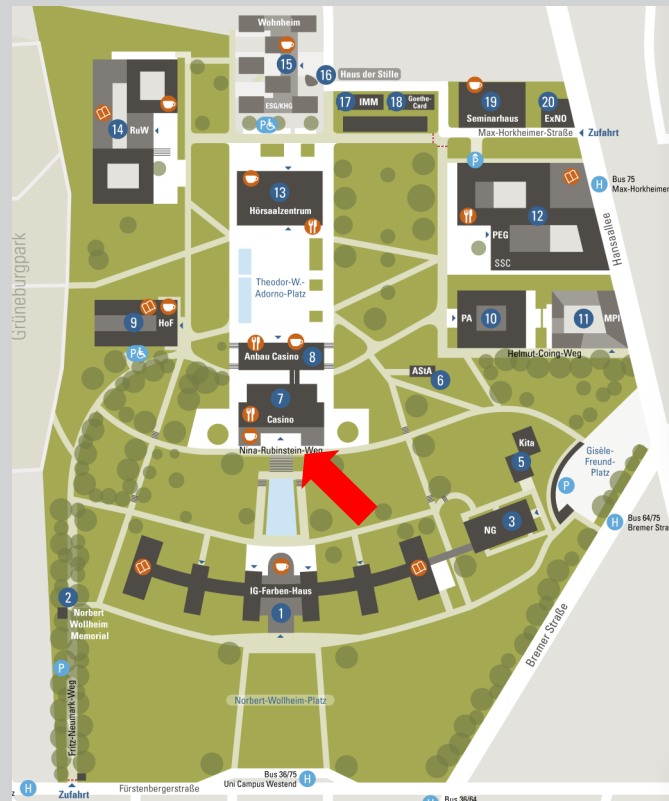 Wohnheim
15
16
Haus der Stille
ESG/KHG
P
17
IMM
18
Goethe-
Card
19
Seminarhaus
20
ExNO
Max-Horkheimer-Straße
Zufahrt
14
RuW
P
H
Bus 75
Max-Horkheimer
13
Hörsaalzentrum
12
PEG
SSC
Hansaallee
Grüneburgpark
Theodor-W.-
Adorno-Platz
9
HoF
P
PA
10
11
MPI
Helmut-Coing-Weg
Anbau Casino
8
AStA
6
7
Casino
Nina-Rubinstein-Weg
Kita
5
Gisèle-
Freund-
Platz
P
NG
3
H
Bus 64/75
Bremer Stra
IG-Farben-Haus
1
2
Norbert
Wollheim
Memorial
P
Fritz-Neumark-Weg
Bremer Straße
Norbert-Wollheim-Platz
Bus 36/75
Uni Campus Westend
H
z
H
Zufahrt
Fürstenbergerstraße
H
Bus 36/64